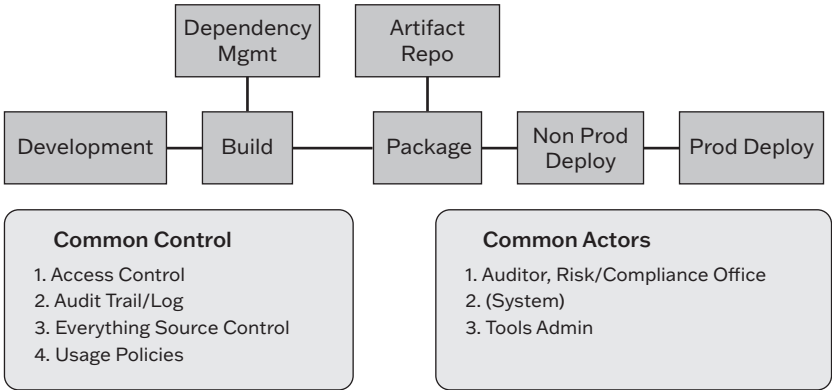 Dependency
Mgmt
Artifact
Repo
Development
Build
Package
Non Prod
Deploy
Prod Deploy
Common Control
1. Access Control
2. Audit Trail/Log
3. Everything Source Control
4. Usage Policies
Common Actors
1. Auditor, Risk/Compliance Office
2. (System)
3. Tools Admin